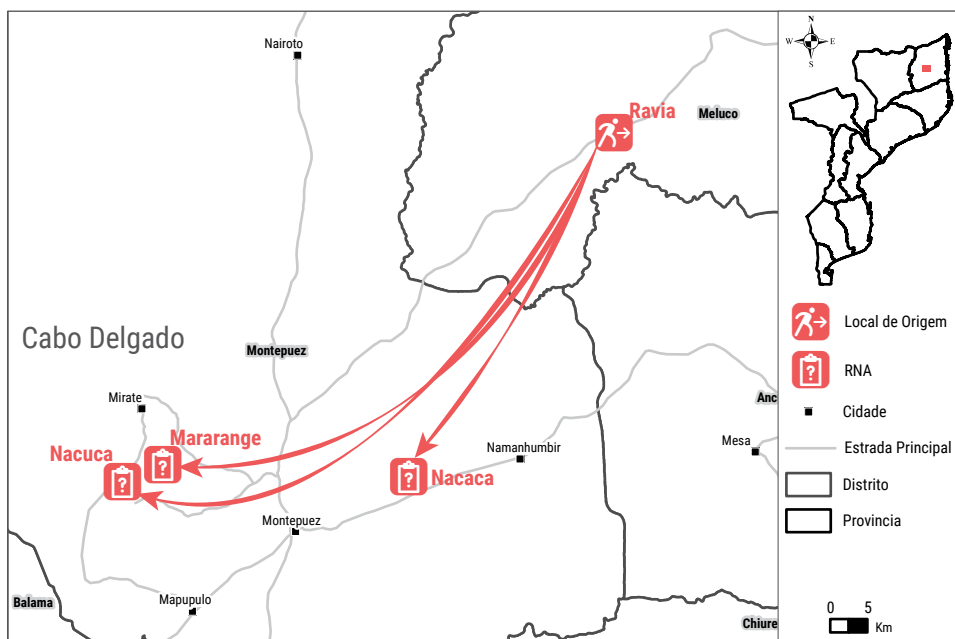 Nairoto
Ravia
Meluco
Cabo Delgado
Montepuez
Mirate
Mararange
Nacuca
Nacaca
Namanhumbir
Anc
Mesa
Montepuez
Balama
Mapupulo
Chiure
N
W
E
S
Local de Origem
RNA
Cidade
Estrada Principal
Distrito
Provincia
0 5
Km